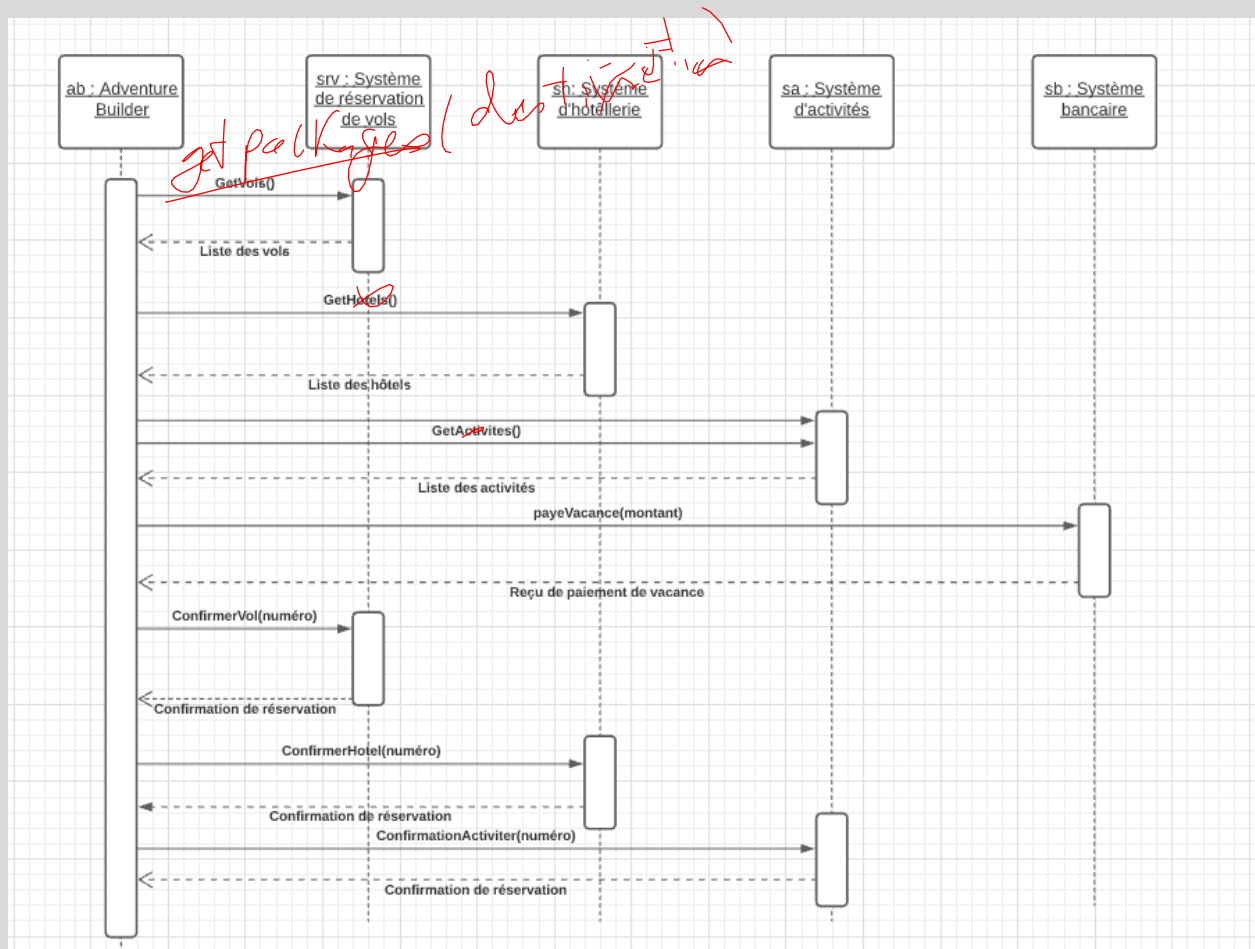 ab : Adventure
Builder
srv : Système
de réservation
de vols
sh: Système
d'hôtellerie
sa : Système
d'activités
sb : Système
bancaire
get packages( destination)
GetVols()
Liste des vols
GetHotels()
Liste des hôtels
GetActivites()
Liste des activités
payeVacance(montant)
Reçu de paiement de vacance
ConfirmerVol(numéro)
Confirmation de réservation
ConfirmerHotel(numéro)
Confirmation de réservation
ConfirmationActiviter(numéro)
Confirmation de réservation